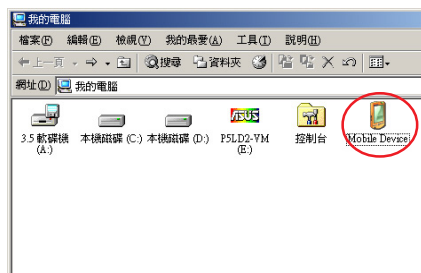 我的電腦
檔案(F) 編輯(E) 檢視(V) 我的最愛(A) 工具(T) 說明(H)
上一頁 搜尋 資料夾
網址(D) 我的電腦
3.5 軟碟機 (A:)
本機磁碟 (C:)
本機磁碟 (D:)
P5LD2-VM (E:)
控制台
Mobile Device